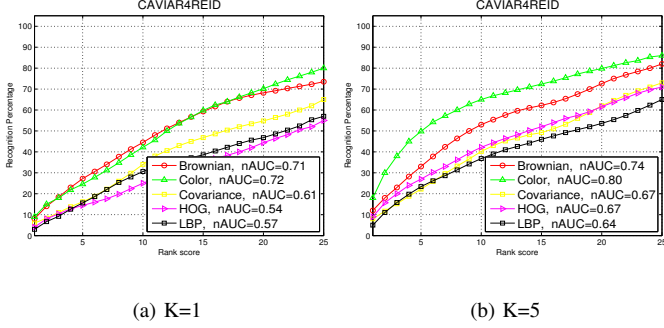 CAVIAR4REID
Recognition Percentage
100
90
80
70
60
50
40
30
20
10
0
Brownian, nAUC=0.71
Color, nAUC=0.72
Covariance, nAUC=0.61
HOG, nAUC=0.54
LBP, nAUC=0.57
5
10
15
20
25
Rank score
(a) K=1
CAVIAR4REID
Recognition Percentage
100
90
80
70
60
50
40
30
20
10
0
Brownian, nAUC=0.74
Color, nAUC=0.80
Covariance, nAUC=0.67
HOG, nAUC=0.67
LBP, nAUC=0.64
5
10
15
20
25
Rank score
(b) K=5